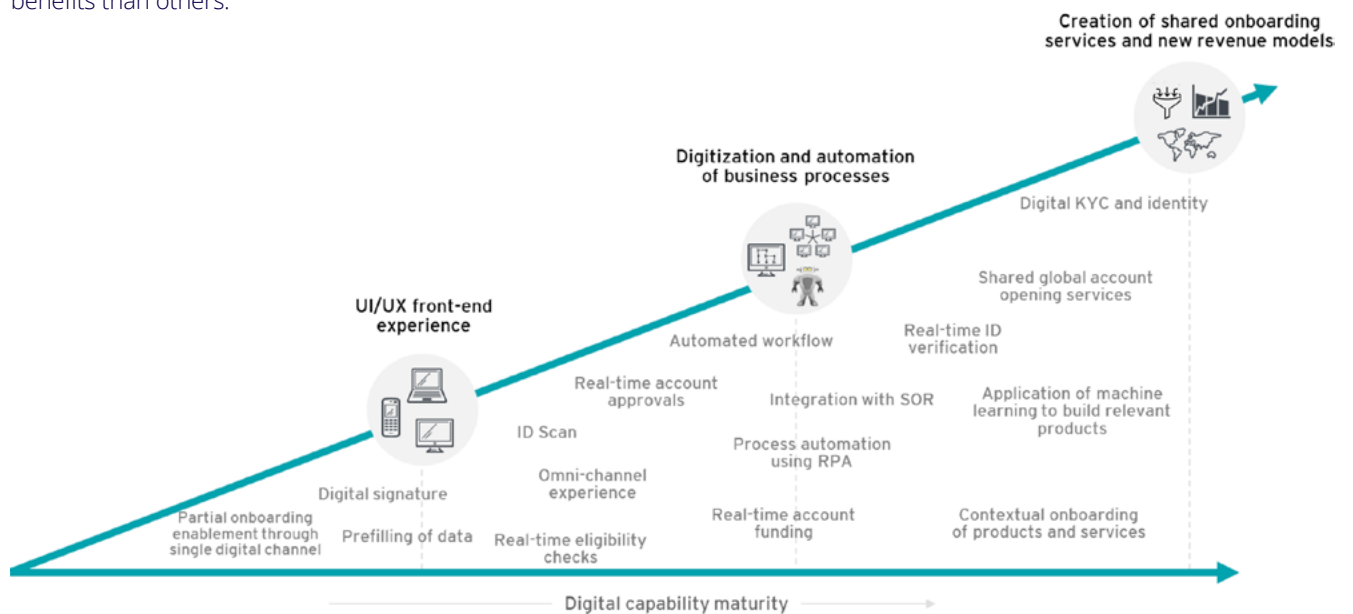 benefits than others.
Creation of shared onboarding
services and new revenue models
Digitization and automation
of business processes
Digital KYC and identity
Shared global account
opening services
UI/UX front-end
experience
Real-time ID
verification
Automated workflow
Real-time account
approvals
Integration with SOR
Application of machine
learning to build relevant
products
ID Scan
Process automation
using RPA
Omni-channel
experience
Digital signature
Partial onboarding
enablement through
single digital channel
Prefilling of data
Real-time eligibility
checks
Real-time account
funding
Contextual onboarding
of products and services
Digital capability maturity